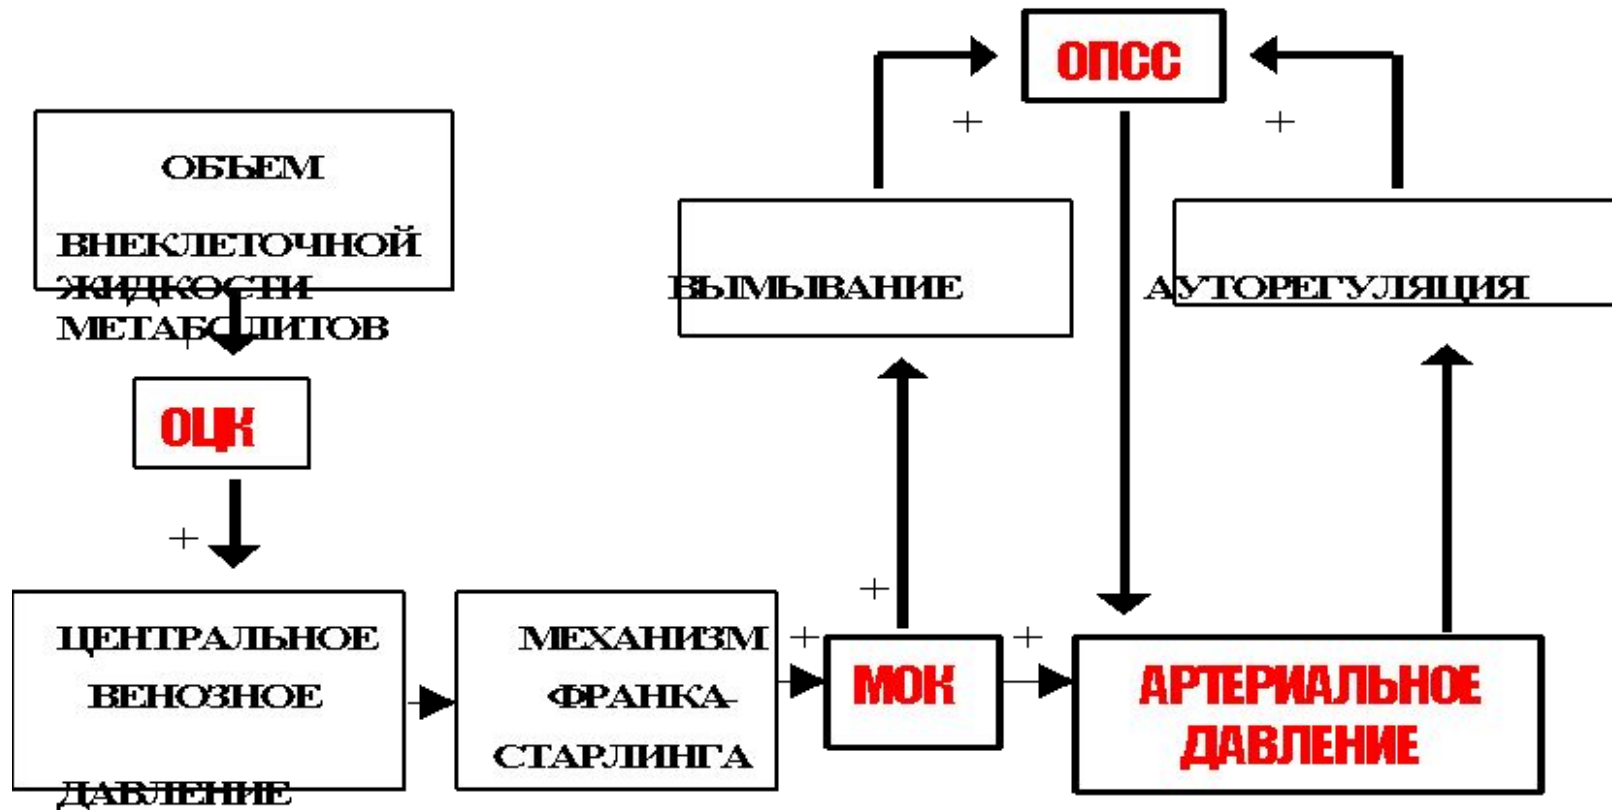 ОПСС
+
+
ОБЪЕМ
ВНЕКЛЕТОЧНОЙ
ЖИДКОСТИ
МЕТАБОЛИТОВ
+
ВЫМЫВАНИЕ
АУТОРЕГУЛЯЦИЯ
ОЦК
+
ЦЕНТРАЛЬНОЕ
ВЕНОЗНОЕ
ДАВЛЕНИЕ
МЕХАНИЗМ
ФРАНКА-
СТАРЛИНГА
+
МОК
+
+
АРТЕРИАЛЬНОЕ
ДАВЛЕНИЕ